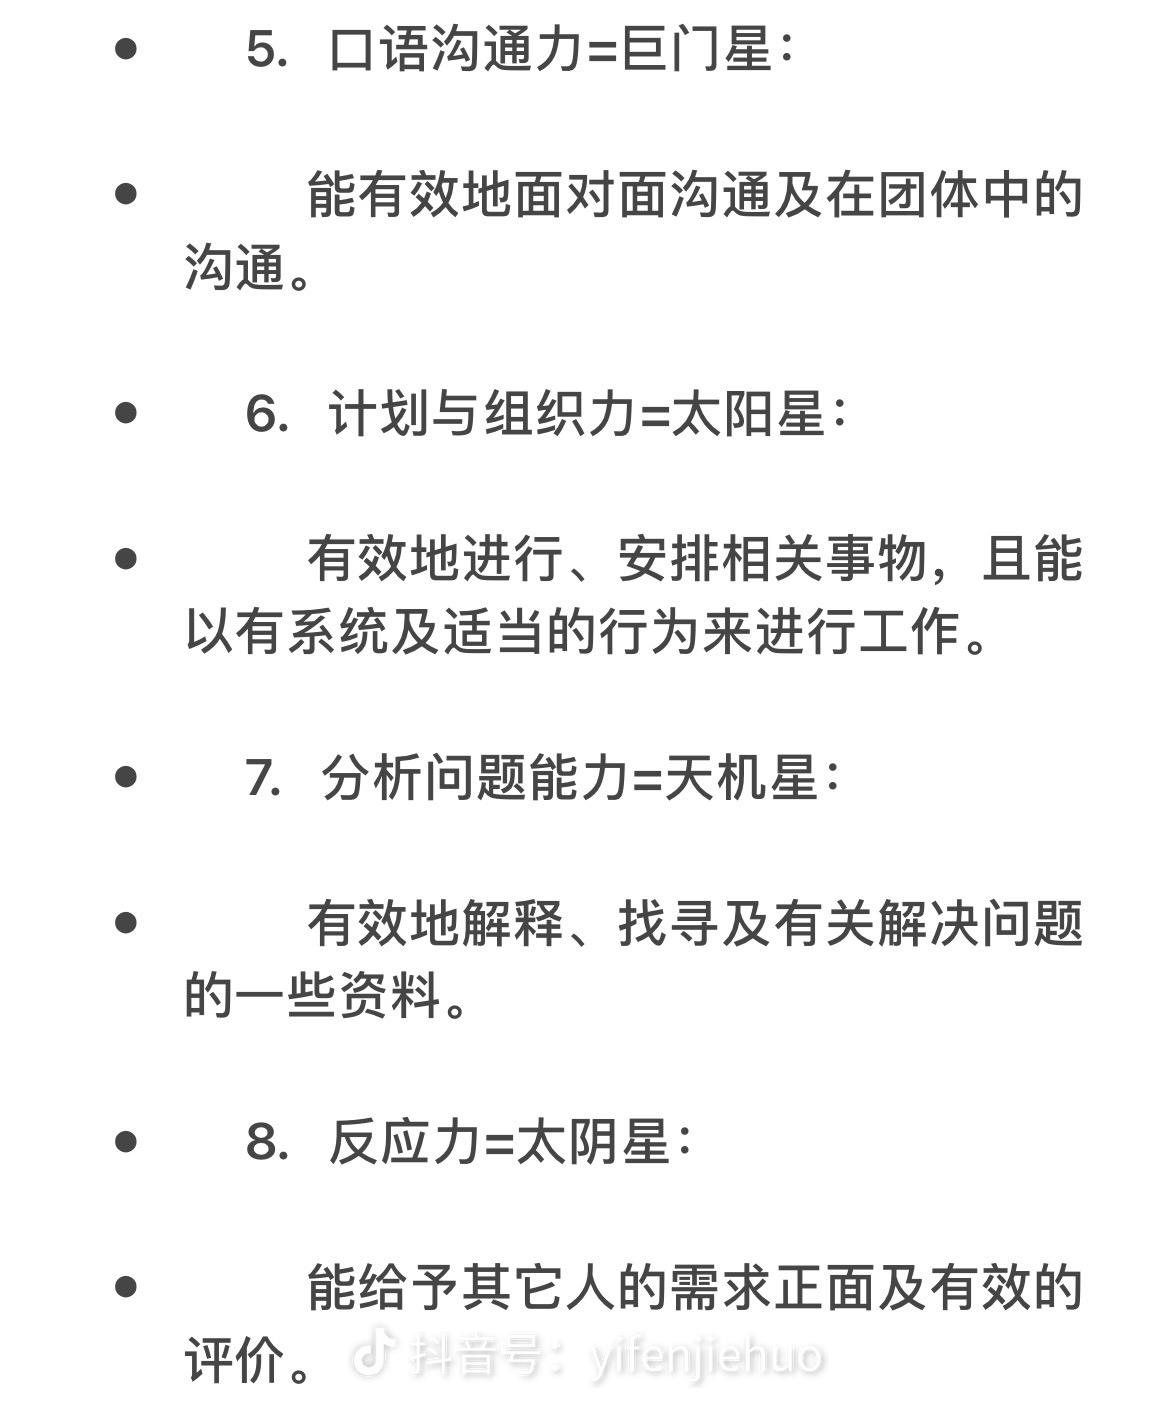 • 5. 口语沟通力=巨门星：
• 能有效地面对面沟通及在团体中的
沟通。
• 6. 计划与组织力=太阳星：
• 有效地进行、安排相关事物，且能
以有系统及适当的行为来进行工作。
• 7. 分析问题能力=天机星：
• 有效地解释、找寻及有关解决问题
的一些资料。
• 8. 反应力=太阴星：
• 能给予其它人的需求正面及有效的
评价。
抖音号：yifenjiehuo